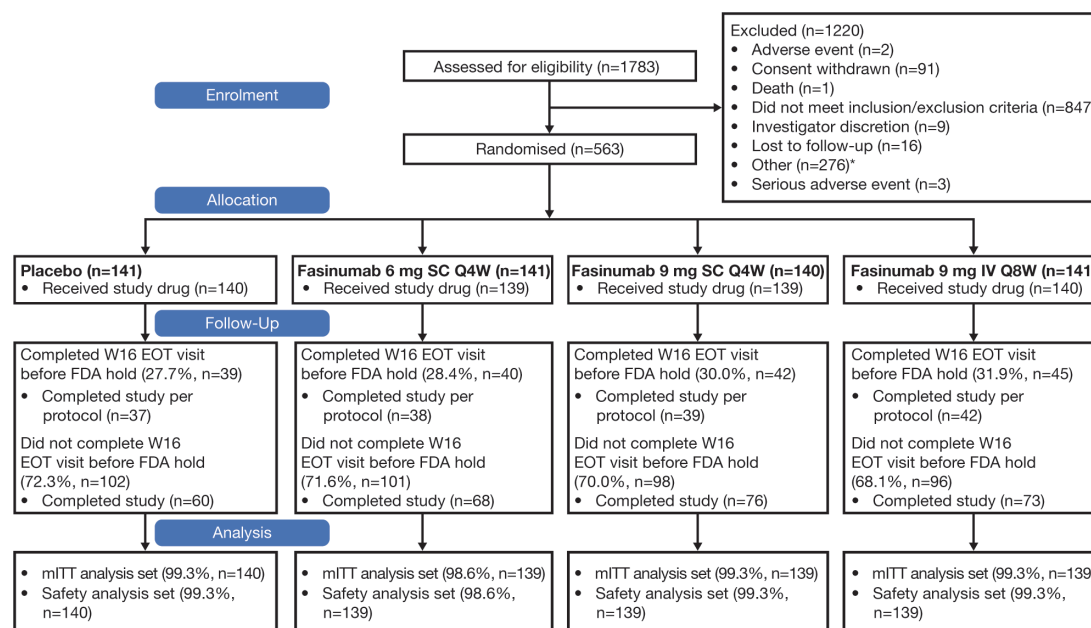 Enrolment
Assessed for eligibility (n=1783)
Excluded (n=1220)
• Adverse event (n=2)
• Consent withdrawn (n=91)
• Death (n=1)
• Did not meet inclusion/exclusion criteria (n=847
• Investigator discretion (n=9)
• Lost to follow-up (n=16)
• Other (n=276)*
• Serious adverse event (n=3)
Randomised (n=563)
Allocation
Placebo (n=141)
• Received study drug (n=140)
Fasinumab 6 mg SC Q4W (n=141)
• Received study drug (n=139)
Fasinumab 9 mg SC Q4W (n=140)
• Received study drug (n=139)
Fasinumab 9 mg IV Q8W (n=141
• Received study drug (n=140)
Follow-Up
Completed W16 EOT visit
before FDA hold (27.7%, n=39)
• Completed study per
protocol (n=37)
Did not complete W16
EOT visit before FDA hold
(72.3%, n=102)
• Completed study (n=60)
Completed W16 EOT visit
before FDA hold (28.4%, n=40)
• Completed study per
protocol (n=38)
Did not complete W16
EOT visit before FDA hold
(71.6%, n=101)
• Completed study (n=68)
Completed W16 EOT visit
before FDA hold (30.0%, n=42)
• Completed study per
protocol (n=39)
Did not complete W16
EOT visit before FDA hold
(70.0%, n=98)
• Completed study (n=76)
Completed W16 EOT visit
before FDA hold (31.9%, n=45)
• Completed study per
protocol (n=42)
Did not complete W16
EOT visit before FDA hold
(68.1%, n=96)
• Completed study (n=73)
Analysis
• mITT analysis set (99.3%, n=140)
• Safety analysis set (99.3%,
n=140)
• mITT analysis set (98.6%, n=139)
• Safety analysis set (98.6%,
n=139)
• mITT analysis set (99.3%, n=139)
• Safety analysis set (99.3%,
n=139)
• mITT analysis set (99.3%, n=139
• Safety analysis set (99.3%,
n=139)